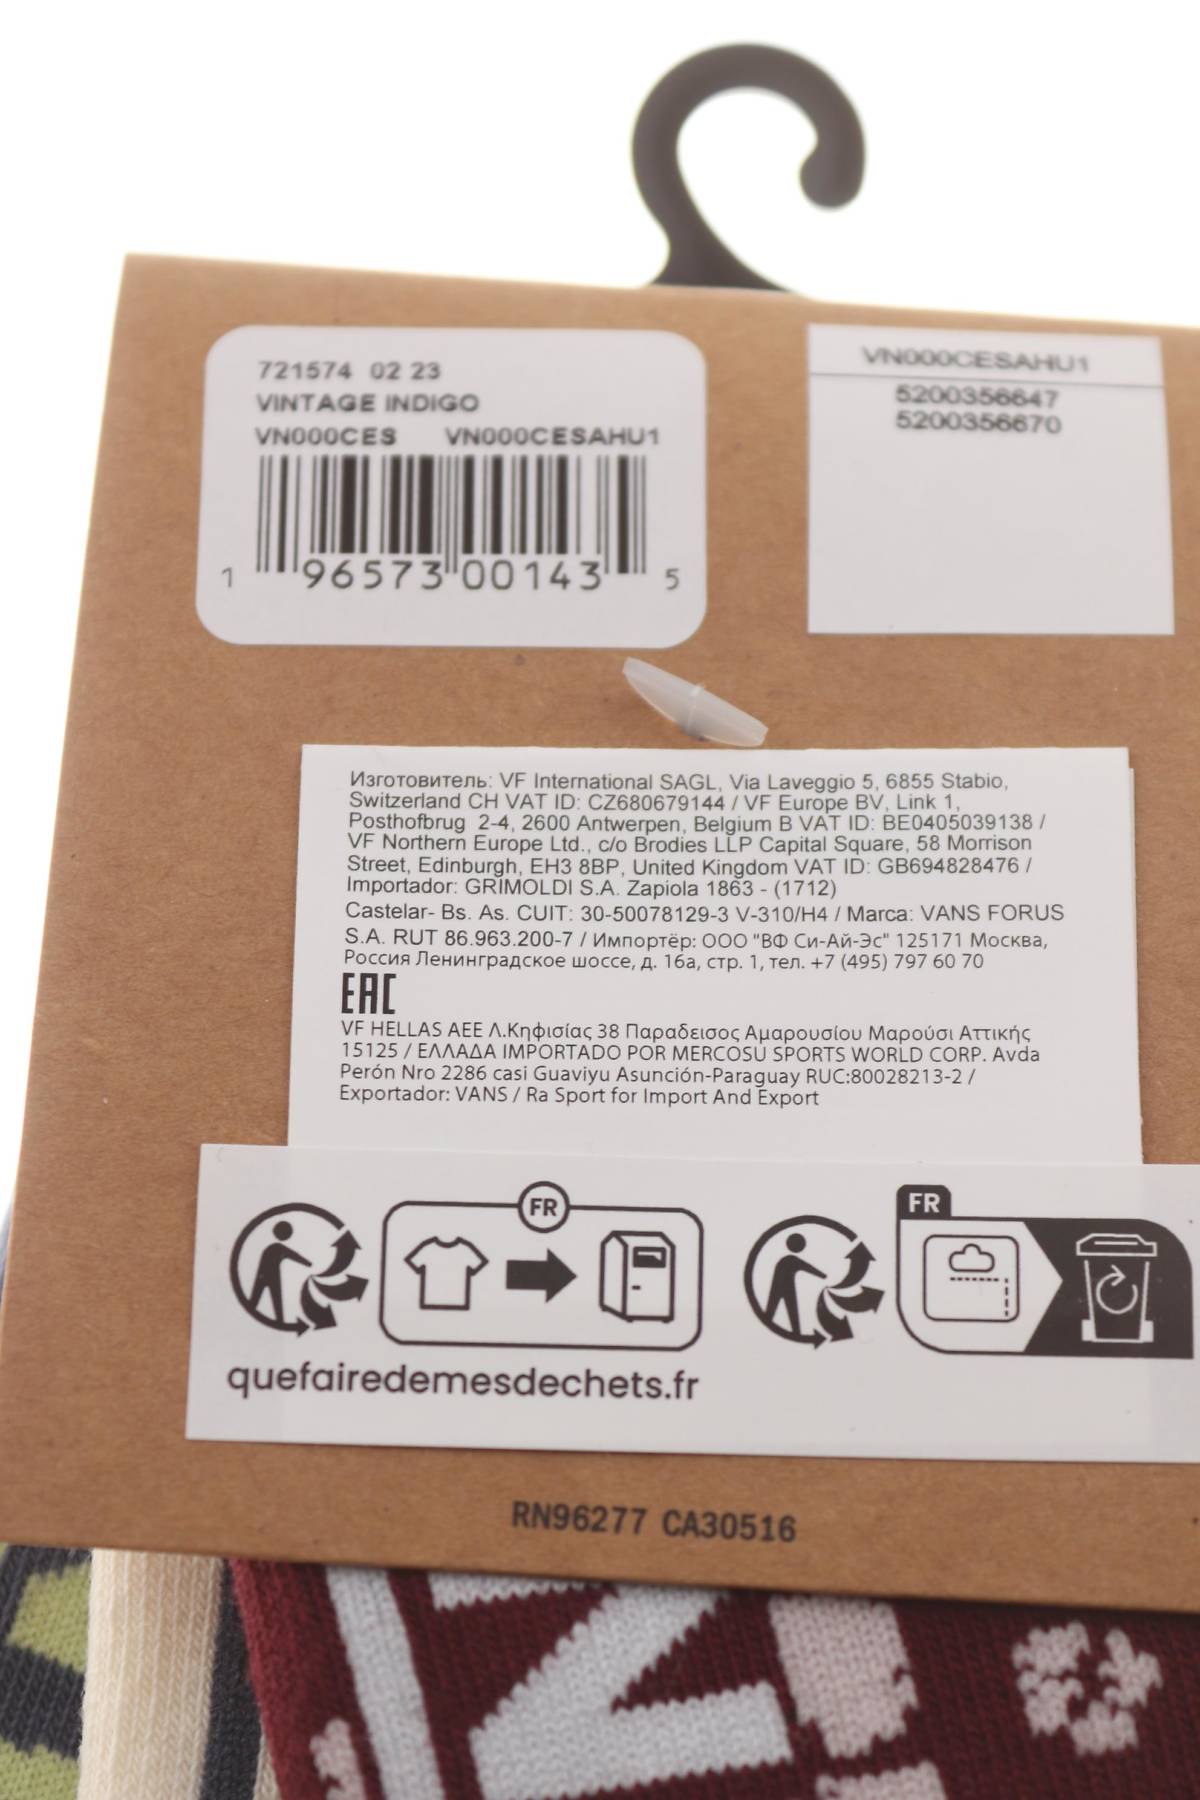 721574 02 23
VINTAGE INDIGO
VN000CES VN000CESAHU1
1 96573 00143 5
VN000CESAHU1
5200356647
5200356670
Изготовитель: VF International SAGL, Via Laveggio 5, 6855 Stabio,
Switzerland CH VAT ID: CZ680679144 / VF Europe BV, Link 1,
Posthofbrug 2-4, 2600 Antwerpen, Belgium B VAT ID: BE0405039138 /
VF Northern Europe Ltd., c/o Brodies LLP Capital Square, 58 Morrison
Street, Edinburgh, EH3 8BP, United Kingdom VAT ID: GB694828476 /
Importador: GRIMOLDI S.A. Zapiola 1863 - (1712)
Castelar- Bs. As. CUIT: 30-50078129-3 V-310/H4 / Marca: VANS FORUS
S.A. RUT 86.963.200-7 / Импортёр: ООО "ВФ Си-Ай-Эс" 125171 Москва,
Россия Ленинградское шоссе, д. 16а, стр. 1, тел. +7 (495) 797 60 70
EAC
VF HELLAS AEE Λ.Κηφισίας 38 Παραδεισος Αμαρουσίου Μαρούσι Αττικής
15125 / ΕΛΛΑΔΑ IMPORTADO POR MERCOSU SPORTS WORLD CORP. Avda
Perón Nro 2286 casi Guaviyu Asunción-Paraguay RUC:80028213-2 /
Exportador: VANS / Ra Sport for Import And Export
FR
FR
quefairedemesdechets.fr
RN96277 CA30516